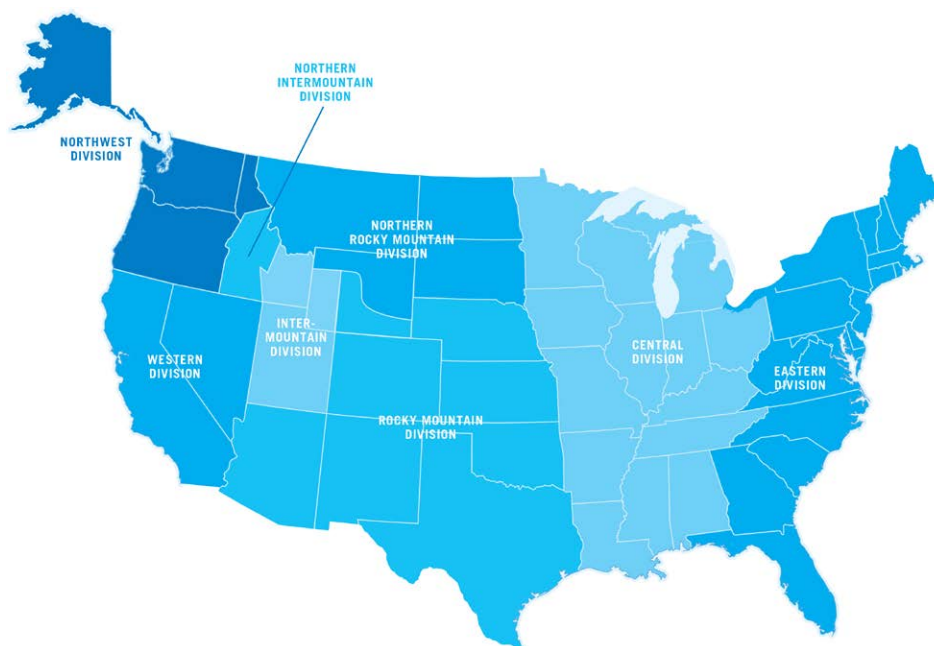 NORTHERN
INTERMOUNTAIN
DIVISION
NORTHWEST
DIVISION
NORTHERN
ROCKY MOUNTAIN
DIVISION
INTER-
MOUNTAIN
DIVISION
WESTERN
DIVISION
CENTRAL
DIVISION
EASTERN
DIVISION
ROCKY MOUNTAIN
DIVISION